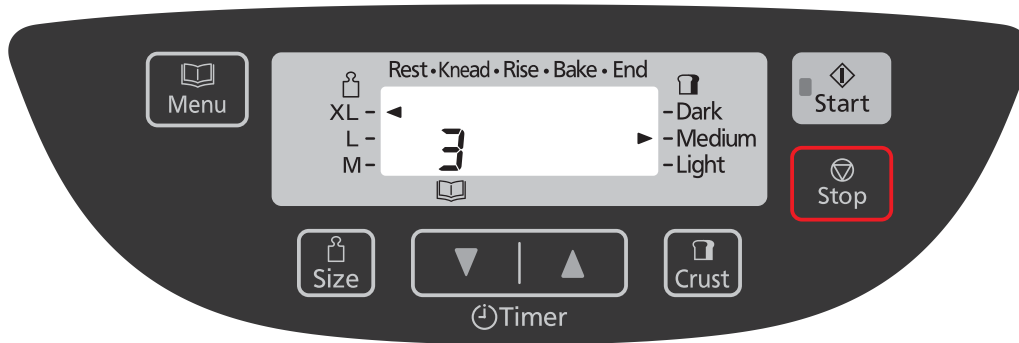 Menu
Rest • Knead • Rise • Bake • End
XL
L
M
3
Dark
Medium
Light
Start
Stop
Size
Timer
Crust